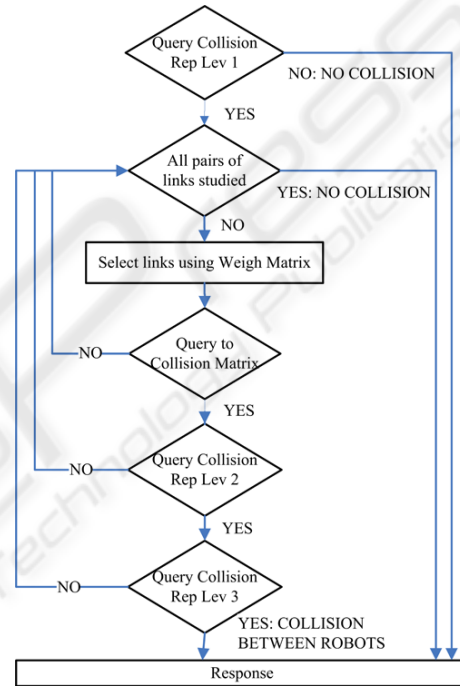 Query Collision
Rep Lev 1
NO: NO COLLISION
YES
All pairs of
links studied
YES: NO COLLISION
NO
Select links using Weigh Matrix
Query to
Collision Matrix
NO
YES
Query Collision
Rep Lev 2
NO
YES
Query Collision
Rep Lev 3
NO
YES: COLLISION
BETWEEN ROBOTS
Response
Technology Publicatio